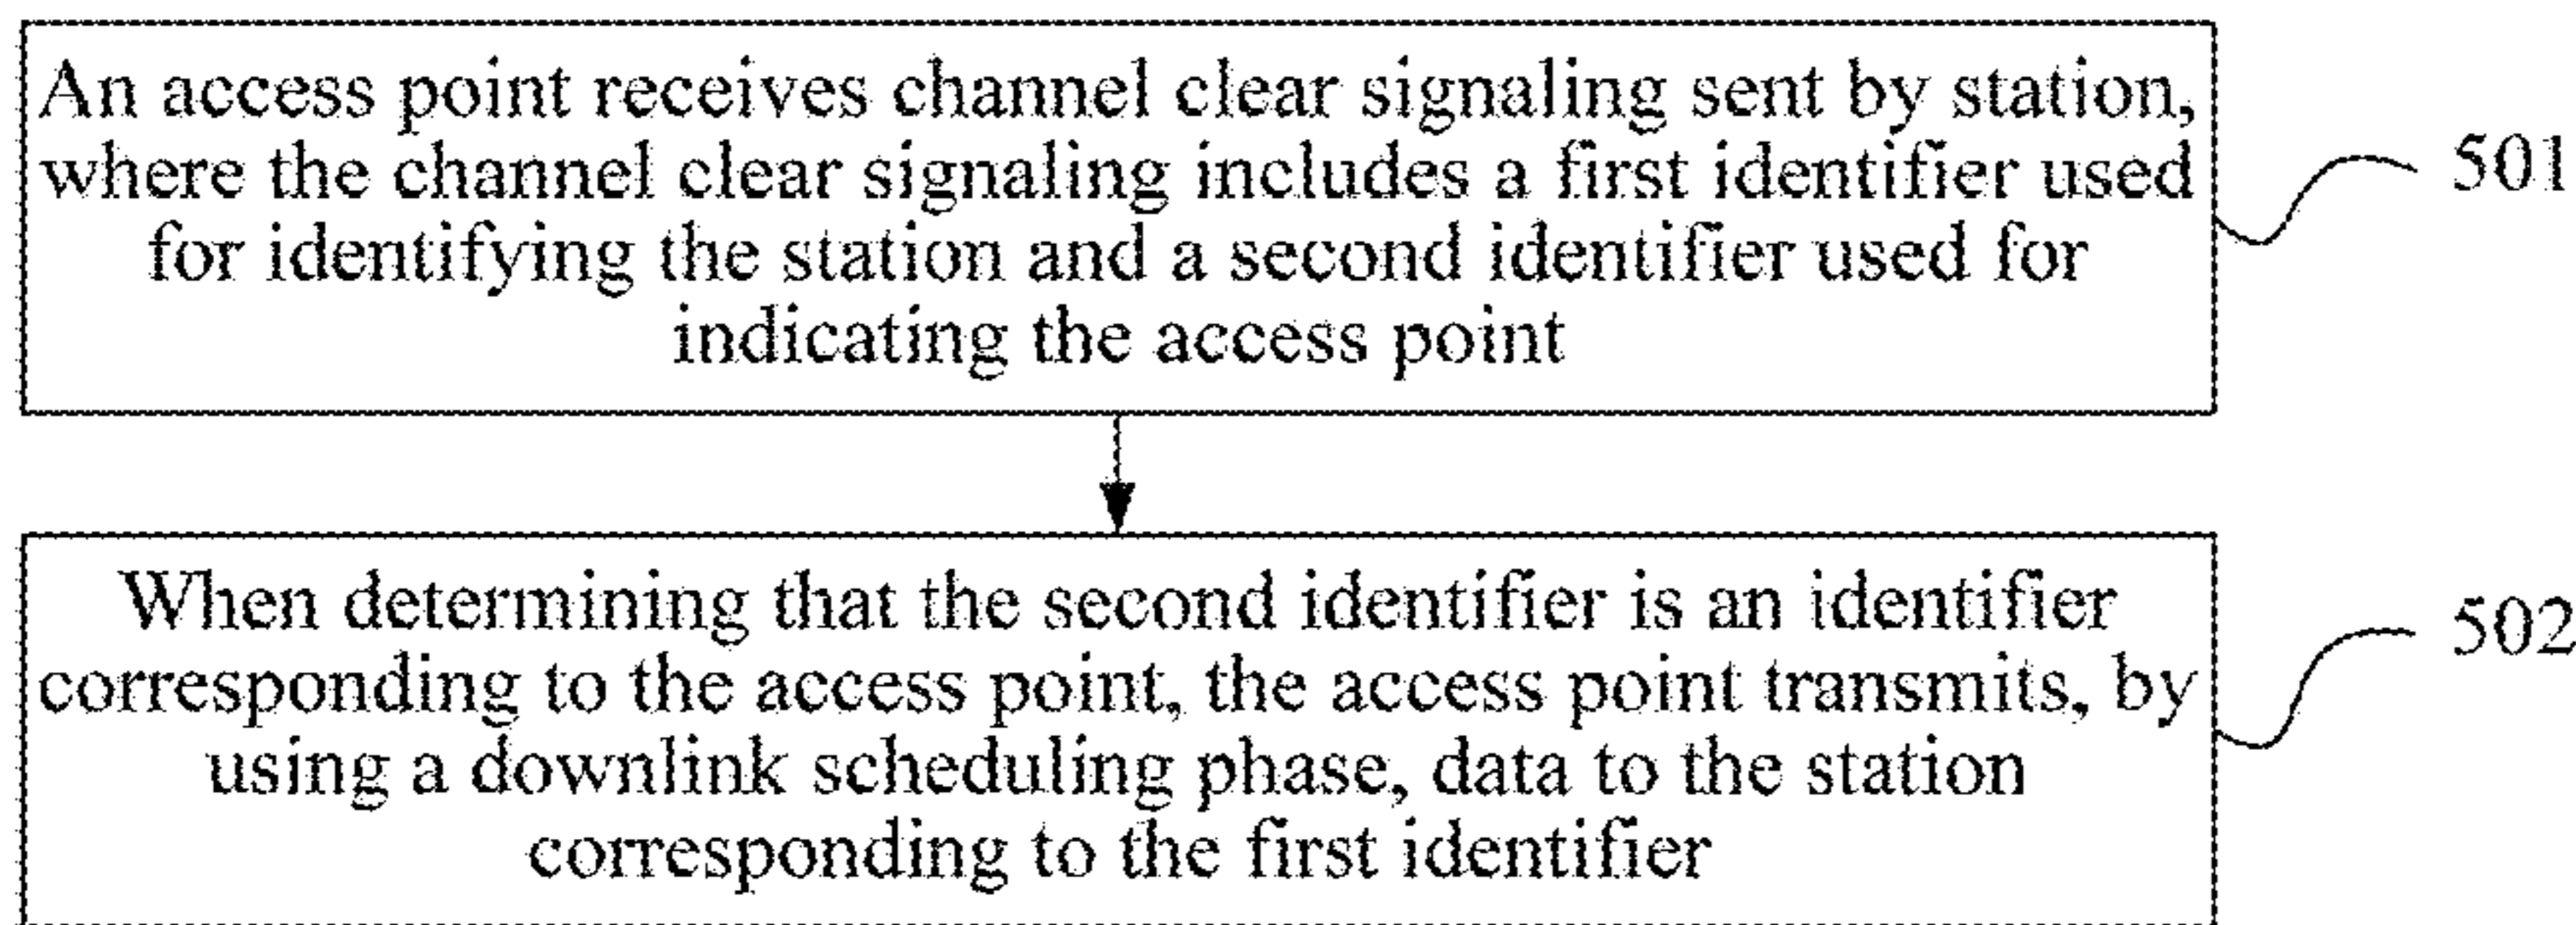 An access point receives channel clear signaling sent by station,
where the channel clear signaling includes a first identifier used
for identifying the station and a second identifier used for
indicating the access point
501
When determining that the second identifier is an identifier
corresponding to the access point, the access point transmits, by
using a downlink scheduling phase, data to the station
corresponding to the first identifier
502